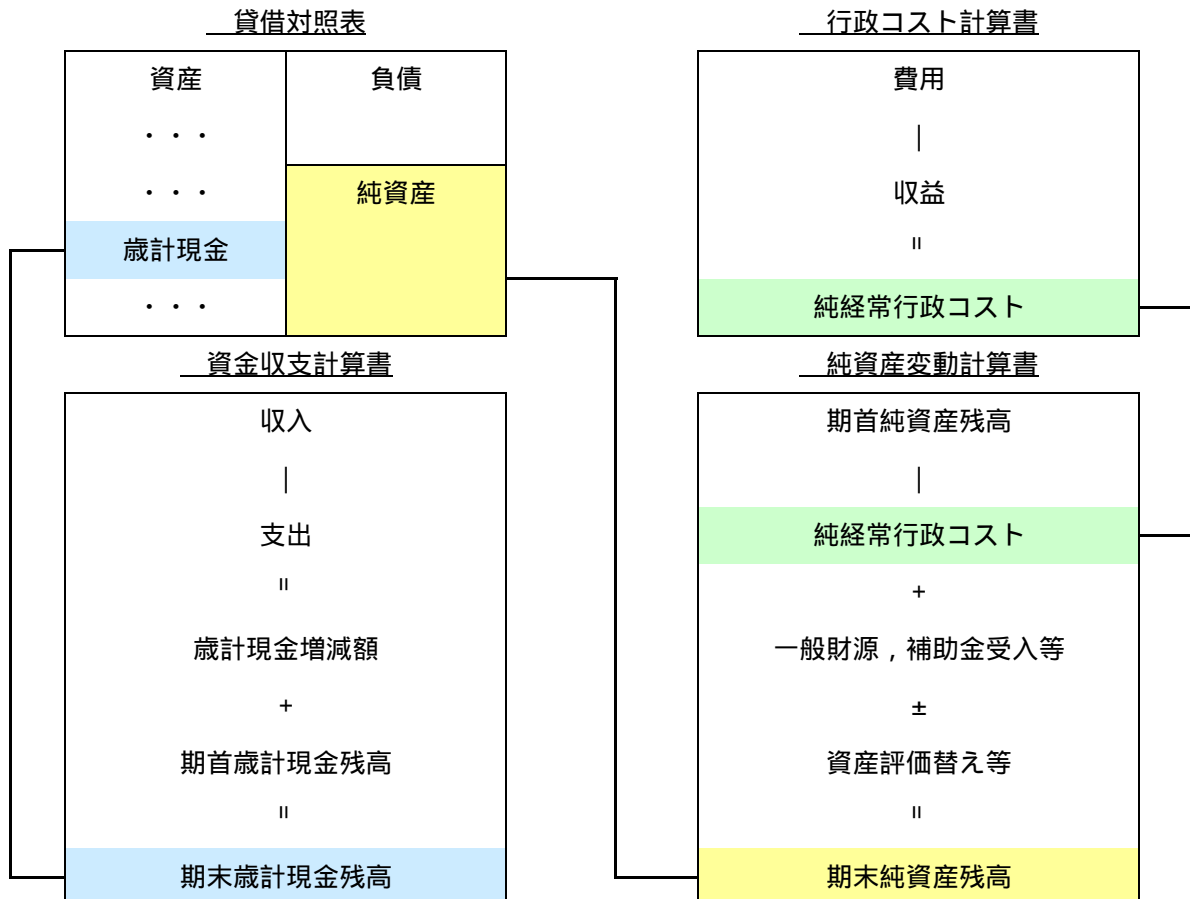 貸借対照表
資産
負債
・・・
・・・
純資産
歳計現金
・・・
行政コスト計算書
費用
|
収益
=
純経常行政コスト
資金収支計算書
収入
|
支出
=
歳計現金増減額
+
期首歳計現金残高
=
期末歳計現金残高
純資産変動計算書
期首純資産残高
|
純経常行政コスト
+
一般財源，補助金受入等
±
資産評価替え等
=
期末純資産残高